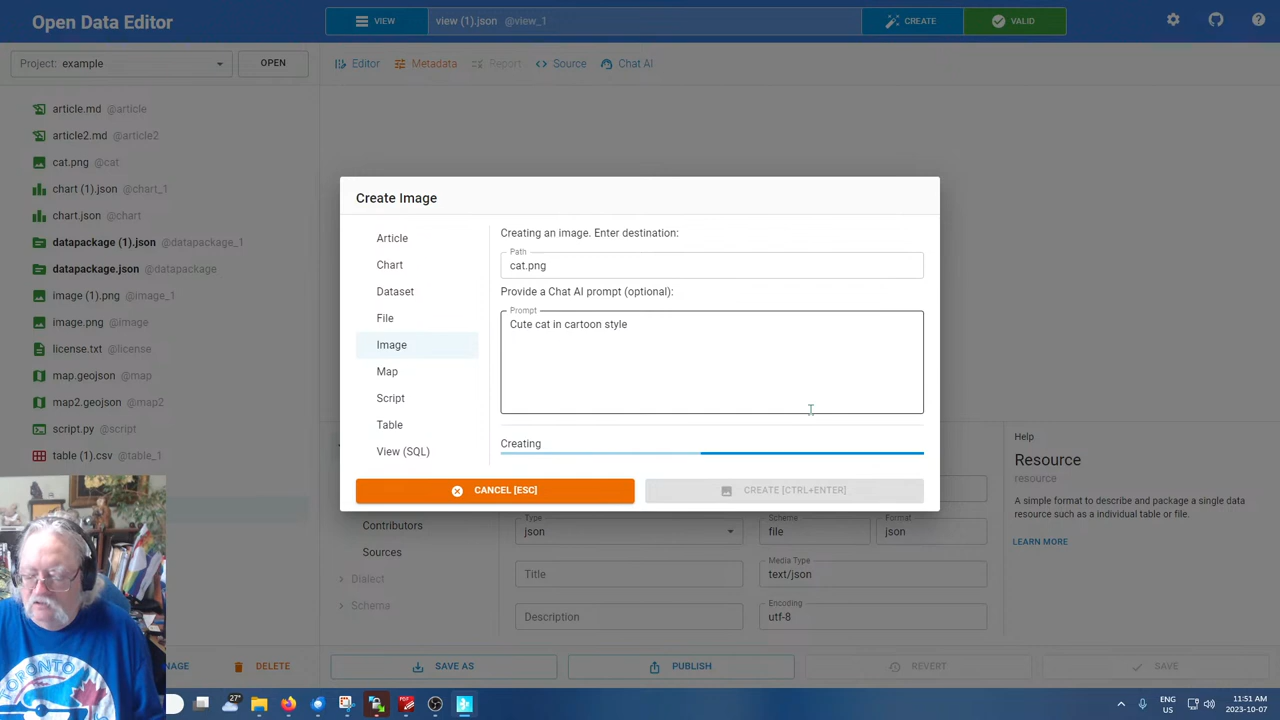 Open Data Editor
VIEW
view (1).json @view_1
CREATE
VALID
Project: example
OPEN
Editor
Metadata
Report
Source
Chat AI
article.md @article
article2.md @article2
cat.png @cat
chart (1).json @chart_1
chart.json @chart
datapackage (1).json @datapackage_1
datapackage.json @datapackage
image (1).png @image_1
image.png @image
license.txt @license
map.geojson @map
map2.geojson @map2
script.py @script
table (1).csv @table_1
Create Image
Article
Chart
Dataset
File
Image
Map
Script
Table
View (SQL)
Creating an image. Enter destination:
Path
cat.png
Provide a Chat AI prompt (optional):
Prompt
Cute cat in cartoon style
Creating
CANCEL [ESC]
CREATE [CTRL+ENTER]
Contributors
Sources
Dialect
Schema
Type
json
Scheme
file
Format
json
Title
Media Type
text/json
Description
Encoding
utf-8
Help
Resource
resource
A simple format to describe and package a single data
resource such as a individual table or file.
LEARN MORE
DELETE
SAVE AS
PUBLISH
REVERT
SAVE
TORONTO
27°
PDF
ENG
US
11:51 AM
2023-10-07